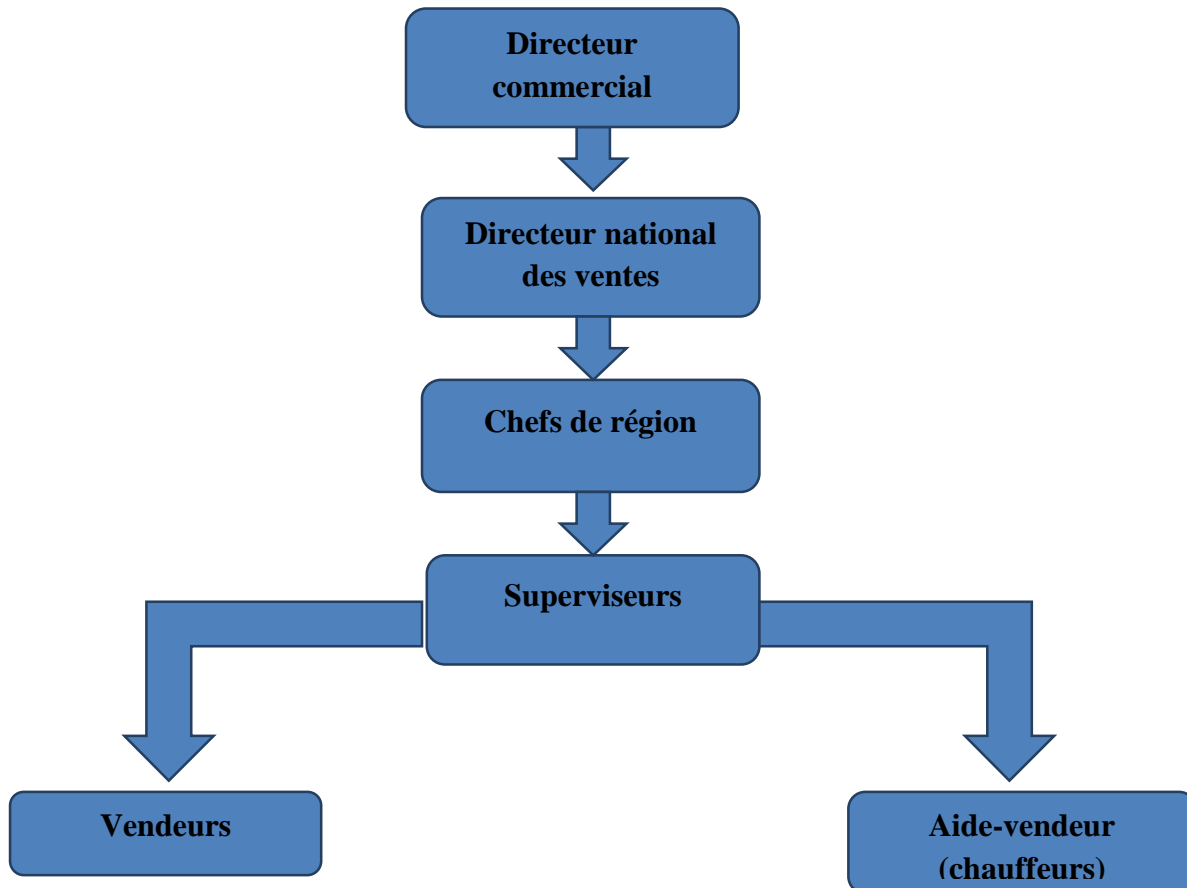 Directeur
commercial
Directeur national
des ventes
Chefs de région
Superviseurs
Vendeurs
Aide-vendeur
(chauffeurs)